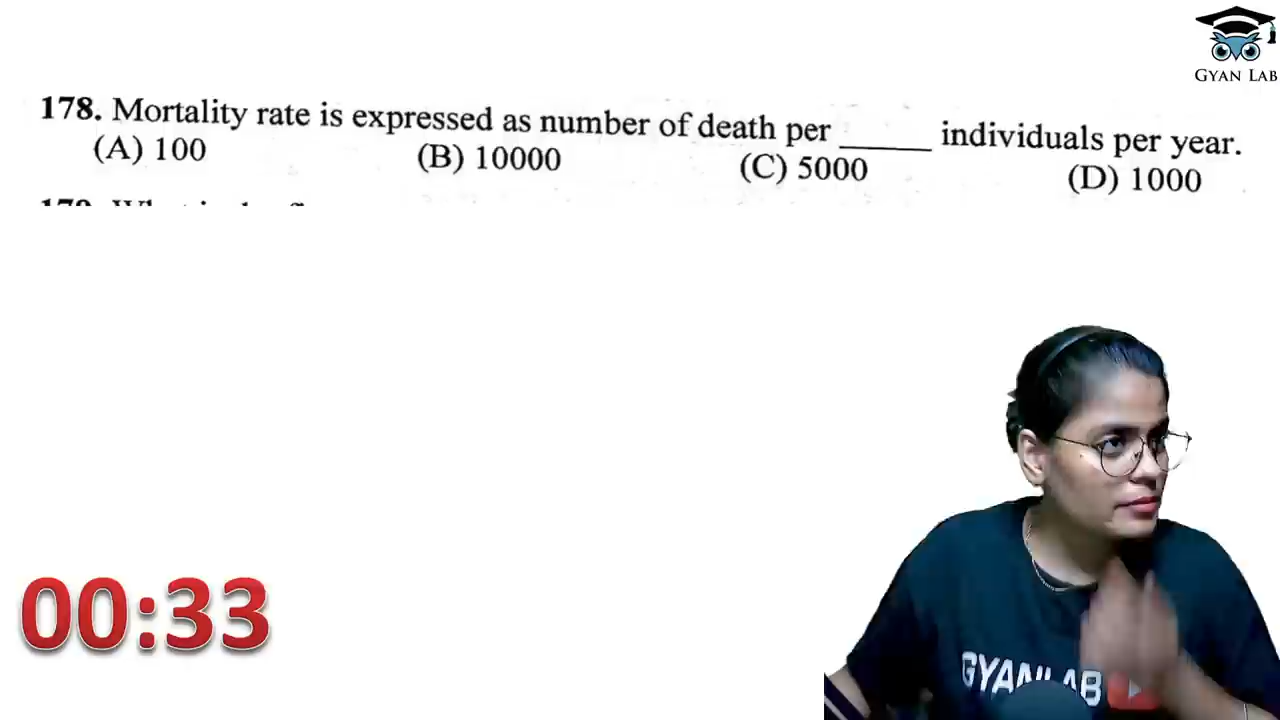 GYAN LAB
178. Mortality rate is expressed as number of death per ______ individuals per year.
(A) 100 (B) 10000 (C) 5000 (D) 1000
00:33
GYAN LAB